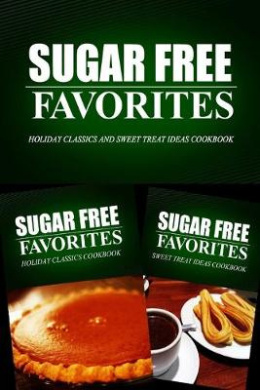 SUGAR FREE
FAVORITES
HOLIDAY CLASSICS AND SWEET TREAT IDEAS COOKBOOK
SUGAR FREE
FAVORITES
HOLIDAY CLASSICS COOKBOOK
SUGAR FREE
FAVORITES
SWEET TREAT IDEAS COOKBOOK